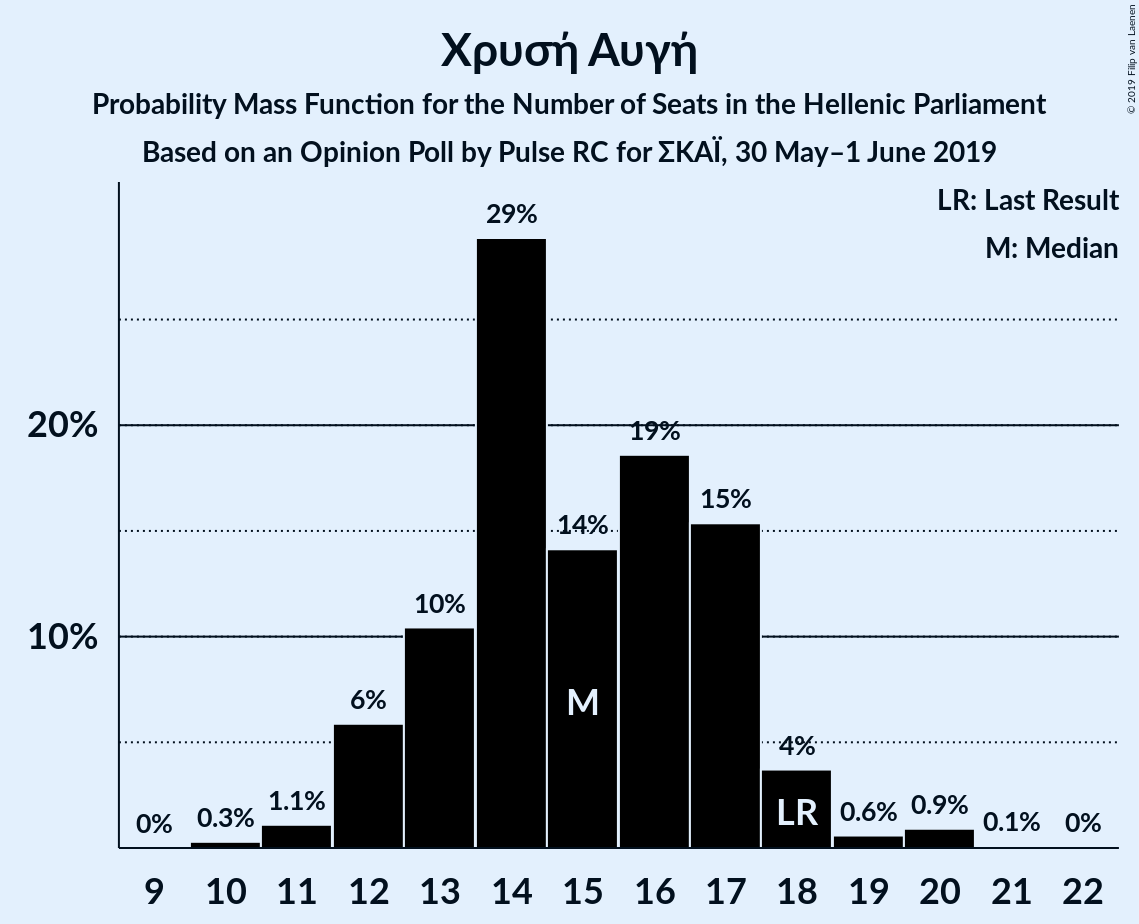 Χρυσή Αυγή
Probability Mass Function for the Number of Seats in the Hellenic Parliament
Based on an Opinion Poll by Pulse RC for ΣΚΑΪ, 30 May–1 June 2019
© 2019 Filip van Laenen
LR: Last Result
M: Median
20%
10%
0%
0.3%
1.1%
6%
10%
29%
14%
19%
15%
4%
0.6%
0.9%
0.1%
0%
M
LR
9 10 11 12 13 14 15 16 17 18 19 20 21 22